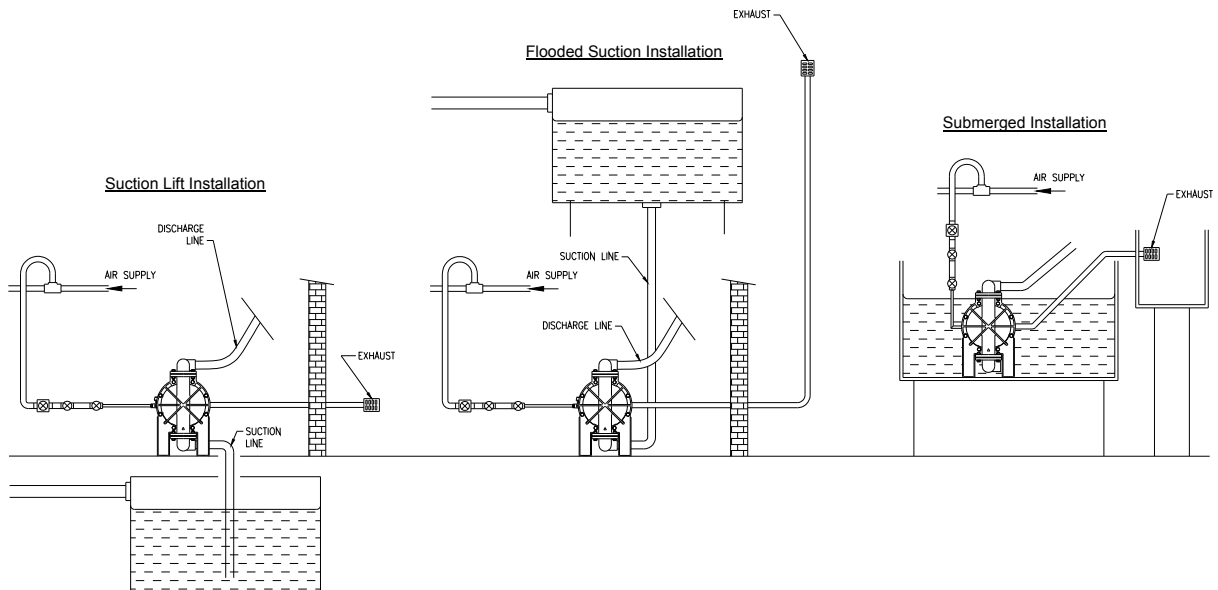 Suction Lift Installation
DISCHARGE
LINE
AIR SUPPLY
EXHAUST
SUCTION
LINE
Flooded Suction Installation
EXHAUST
SUCTION LINE
AIR SUPPLY
DISCHARGE LINE
Submerged Installation
AIR SUPPLY
EXHAUST